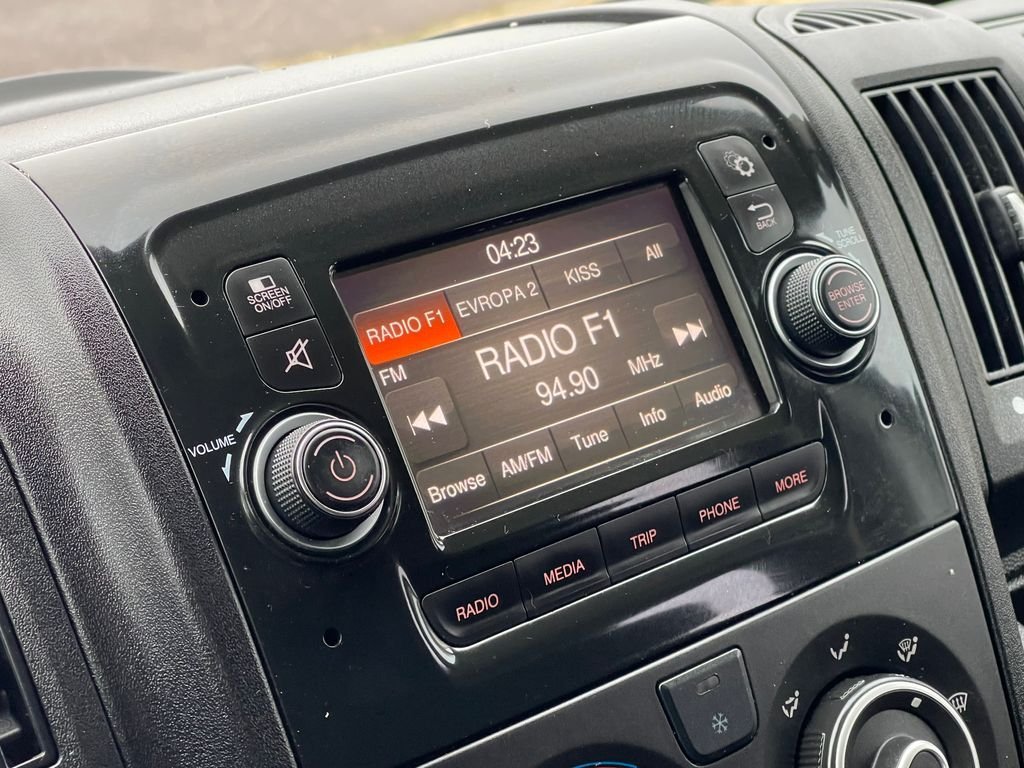 SCREEN
ON/OFF
VOLUME
04:23
RADIO F1
EVROPA 2
KISS
All
FM
RADIO F1
94.90
MHz
Browse
AM/FM
Tune
Info
Audio
BACK
TUNE
SCROLL
BROWSE
ENTER
RADIO
MEDIA
TRIP
PHONE
MORE